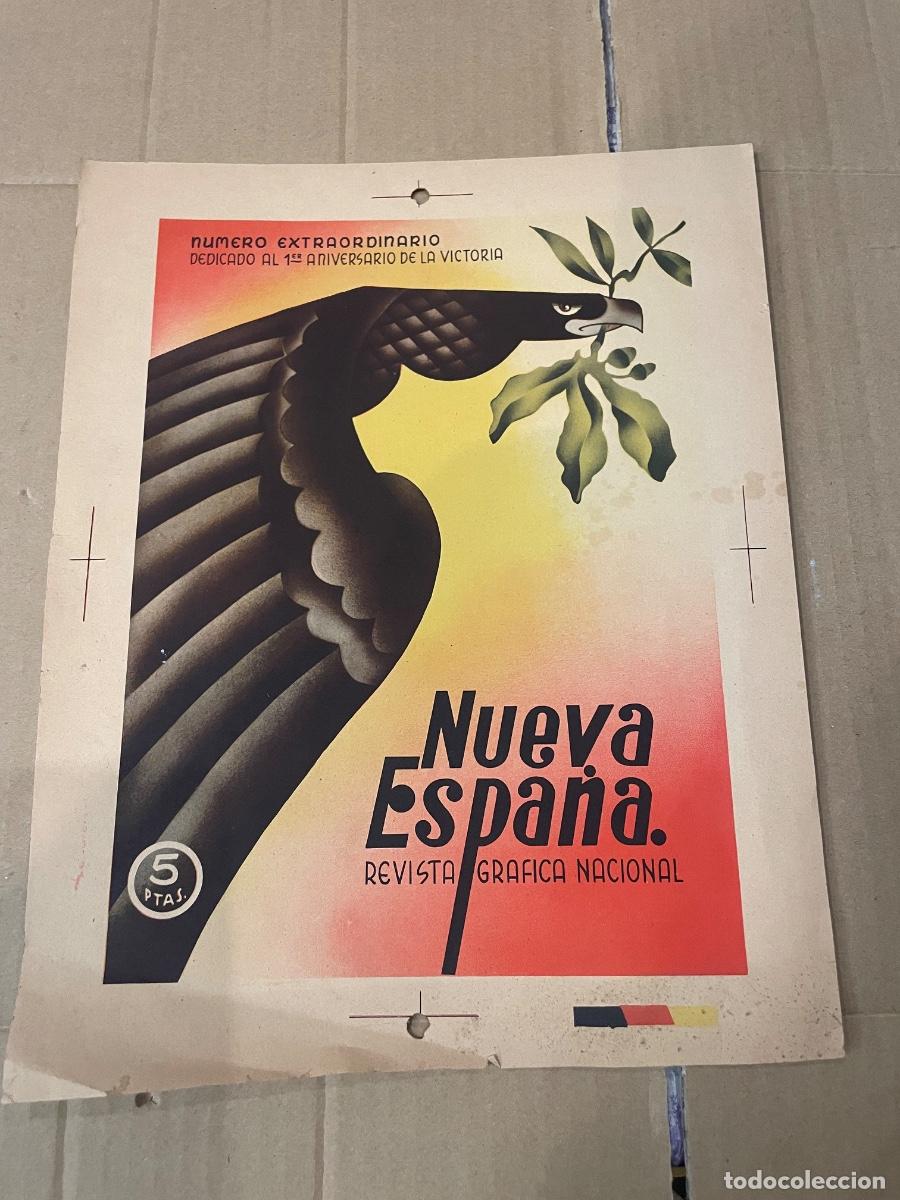 NUMERO EXTRAORDINARIO
DEDICADO AL 1ER ANIVERSARIO DE LA VICTORIA
NUEVA
ESPAÑA.
REVISTA GRAFICA NACIONAL
5
PTAS.
todocoleccion